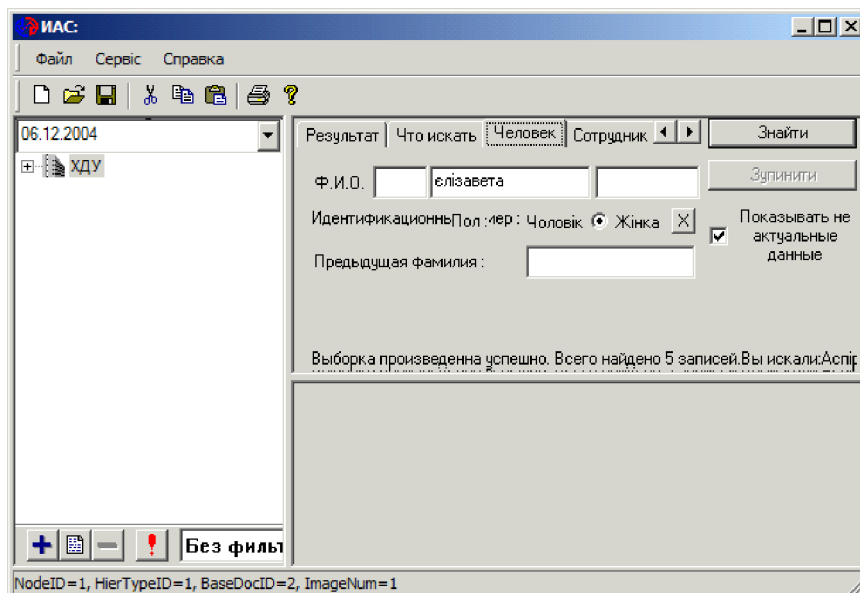 ИАС:
Файл Сервіс Справка
06.12.2004
ХДУ
Результат Что искать Человек Сотрудник
Знайти
Ф.И.О. єлізавета
Зупинити
Пол : Чоловік Жінка X
Предыдущая фамилия :
Показывать не
актуальные
данные
Выборка произведенна успешно. Всего найдено 5 записей.Вы искали:Аспір
Без фильт
NodeID=1, HierTypeID=1, BaseDocID=2, ImageNum=1